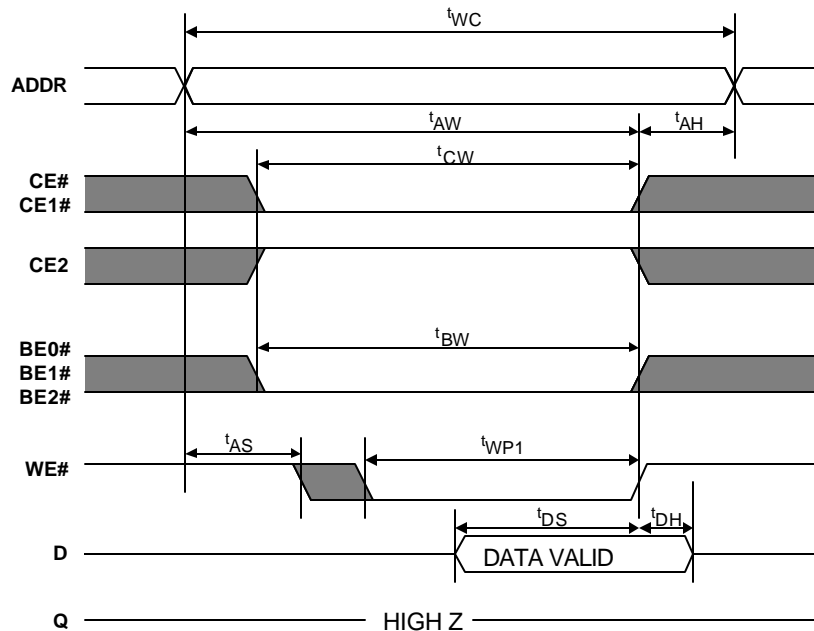 tWC
ADDR
tAW
tAH
tCW
CE#
CE1#
CE2
tBW
BE0#
BE1#
BE2#
tAS
tWP1
WE#
tDS
tDH
D
DATA VALID
Q
HIGH Z